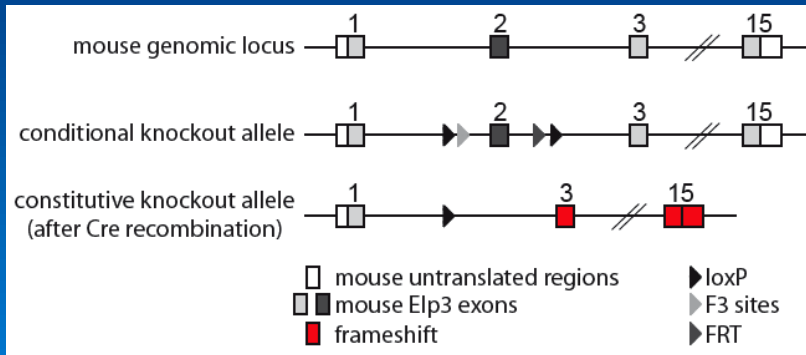 1 2 3 15
mouse genomic locus
1 2 3 15
conditional knockout allele
constitutive knockout allele 1 3 15
(after Cre recombination)
mouse untranslated regions loxP
mouse Elp3 exons F3 sites
frameshift FRT